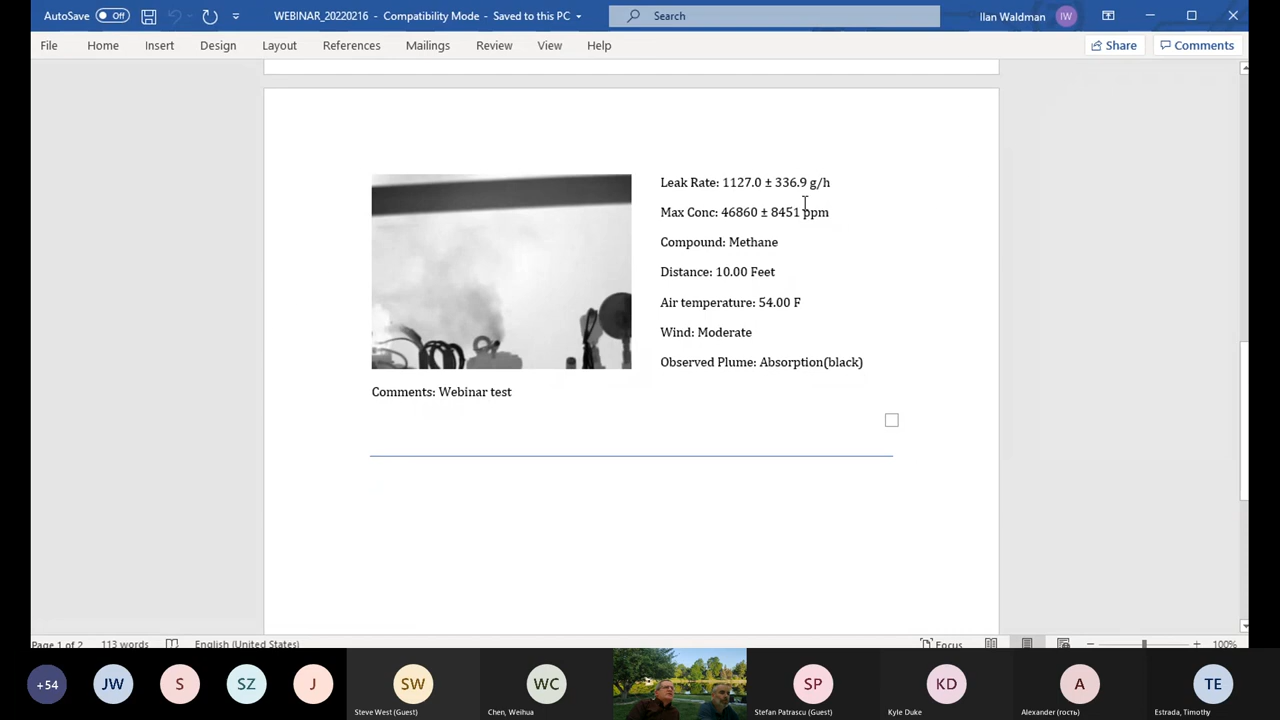 AutoSave Off WEBINAR_20220216 - Compatibility Mode - Saved to this PC Search Ilan Waldman IW
File Home Insert Design Layout References Mailings Review View Help Share Comments
Leak Rate: 1127.0 ± 336.9 g/h
Max Conc: 46860 ± 8451 ppm
Compound: Methane
Distance: 10.00 Feet
Air temperature: 54.00 F
Wind: Moderate
Observed Plume: Absorption(black)
Comments: Webinar test
Page 1 of 2 113 words English (United States) Focus 100%
+54 JW S SZ J SW WC SP KD A TE
Steve West (Guest) Chen, Weihua Stefan Patrascu (Guest) Kyle Duke Alexander (гость) Estrada, Timothy